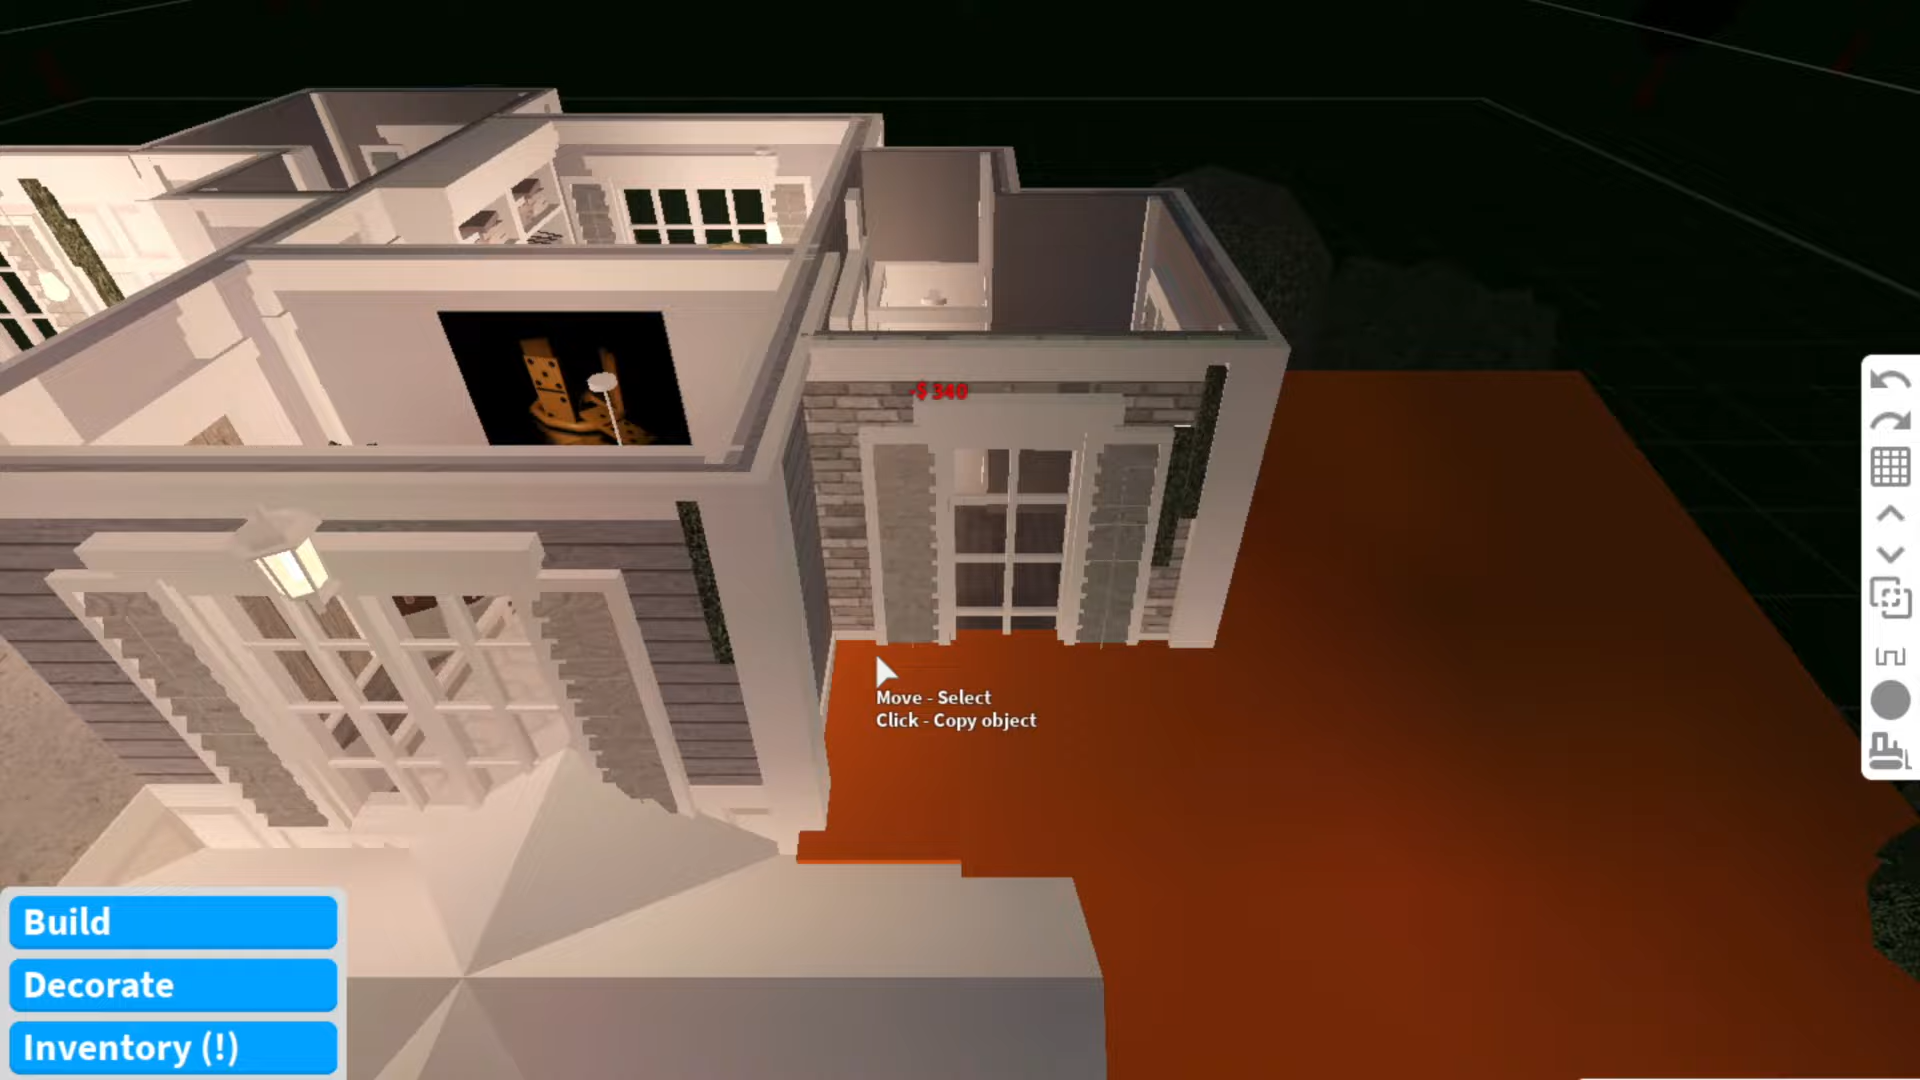 -$ 340
Move - Select
Click - Copy object
Build
Decorate
Inventory (!)